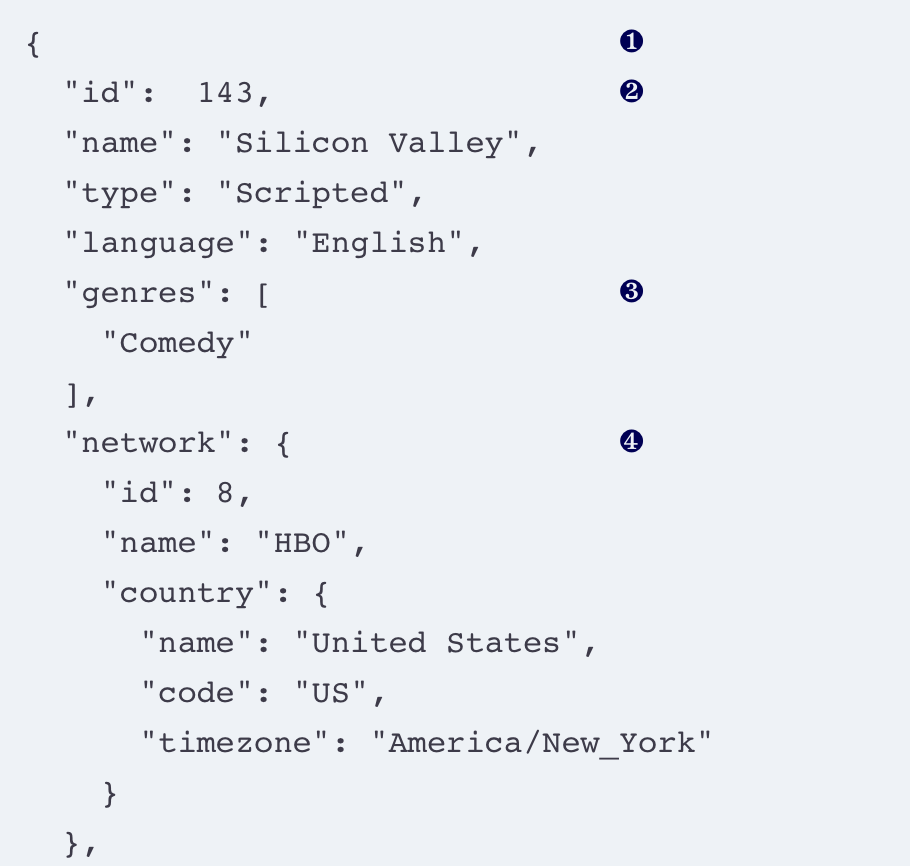 { ❶
  "id":  143, ❷
  "name": "Silicon Valley",
  "type": "Scripted",
  "language": "English",
  "genres": [ ❸
    "Comedy"
  ],
  "network": { ❹
    "id": 8,
    "name": "HBO",
    "country": {
      "name": "United States",
      "code": "US",
      "timezone": "America/New_York"
    }
  },